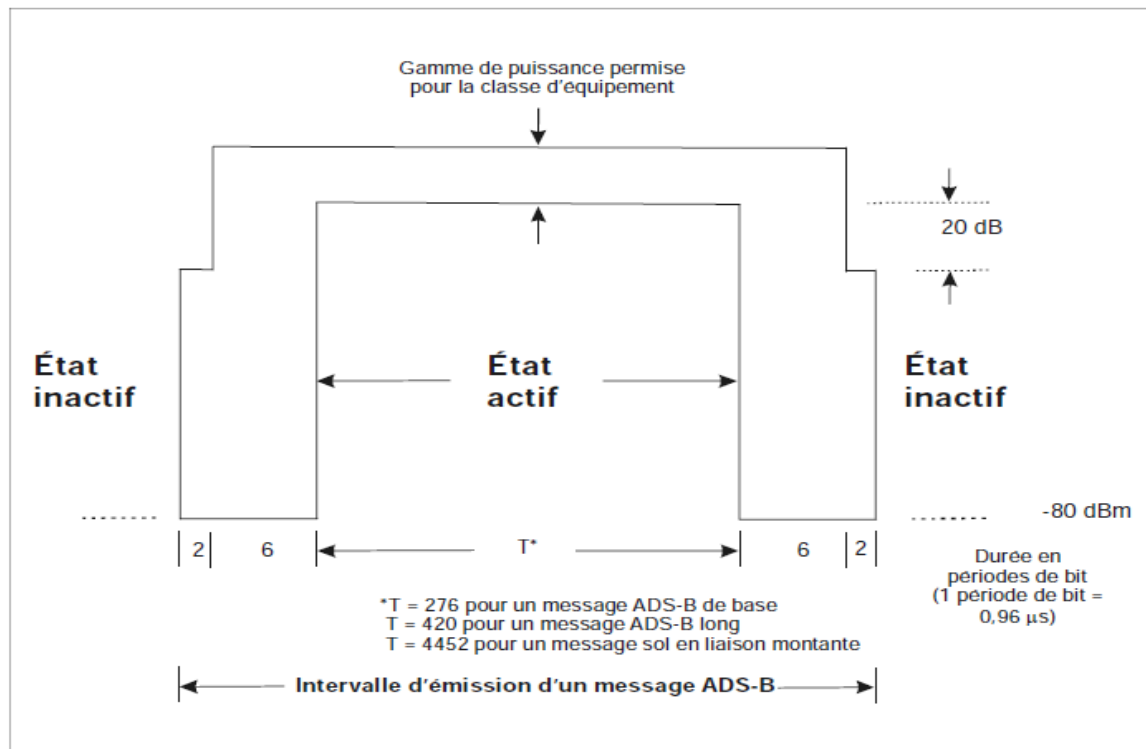 Gamme de puissance permise
pour la classe d'équipement
20 dB
État
inactif
État
actif
État
inactif
-80 dBm
2
6
T*
6
2
Durée en
périodes de bit
(1 période de bit =
0,96 µs)
*T = 276 pour un message ADS-B de base
T = 420 pour un message ADS-B long
T = 4452 pour un message sol en liaison montante
Intervalle d'émission d'un message ADS-B